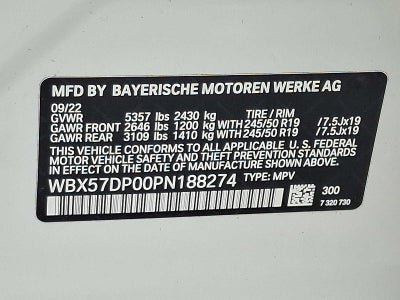 MFD BY BAYERISCHE MOTOREN WERKE AG
09/22
GVWR 5357 lbs 2430 kg TIRE / RIM
GAWR FRONT 2646 lbs 1200 kg 245/50 R19 / 7.5Jx19
GAWR REAR 3109 lbs 1410 kg 245/50 R19 / 7.5Jx19
THIS VEHICLE CONFORMS TO ALL APPLICABLE U.S. FEDERAL
MOTOR VEHICLE SAFETY AND THEFT PREVENTION STANDARDS
IN EFFECT ON THE DATE OF MANUFACTURE SHOWN ABOVE.
WBX57DP00PN188274 TYPE: MPV
300
7 320 730